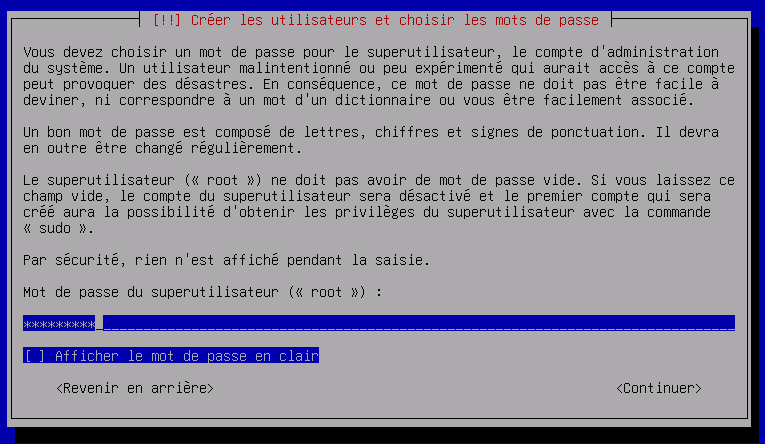 [!!] Créer les utilisateurs et choisir les mots de passe
Vous devez choisir un mot de passe pour le superutilisateur, le compte d'administration
du système. Un utilisateur malintentionné ou peu expérimenté qui aurait accès à ce compte
peut provoquer des désastres. En conséquence, ce mot de passe ne doit pas être facile à
deviner, ni correspondre à un mot d'un dictionnaire ou vous être facilement associé.
Un bon mot de passe est composé de lettres, chiffres et signes de ponctuation. Il devra
en outre être changé régulièrement.
Le superutilisateur (« root ») ne doit pas avoir de mot de passe vide. Si vous laissez ce
champ vide, le compte du superutilisateur sera désactivé et le premier compte qui sera
créé aura la possibilité d'obtenir les privilèges du superutilisateur avec la commande
« sudo ».
Par sécurité, rien n'est affiché pendant la saisie.
Mot de passe du superutilisateur (« root ») :
*********
[ ] Afficher le mot de passe en clair
<Revenir en arrière> <Continuer>